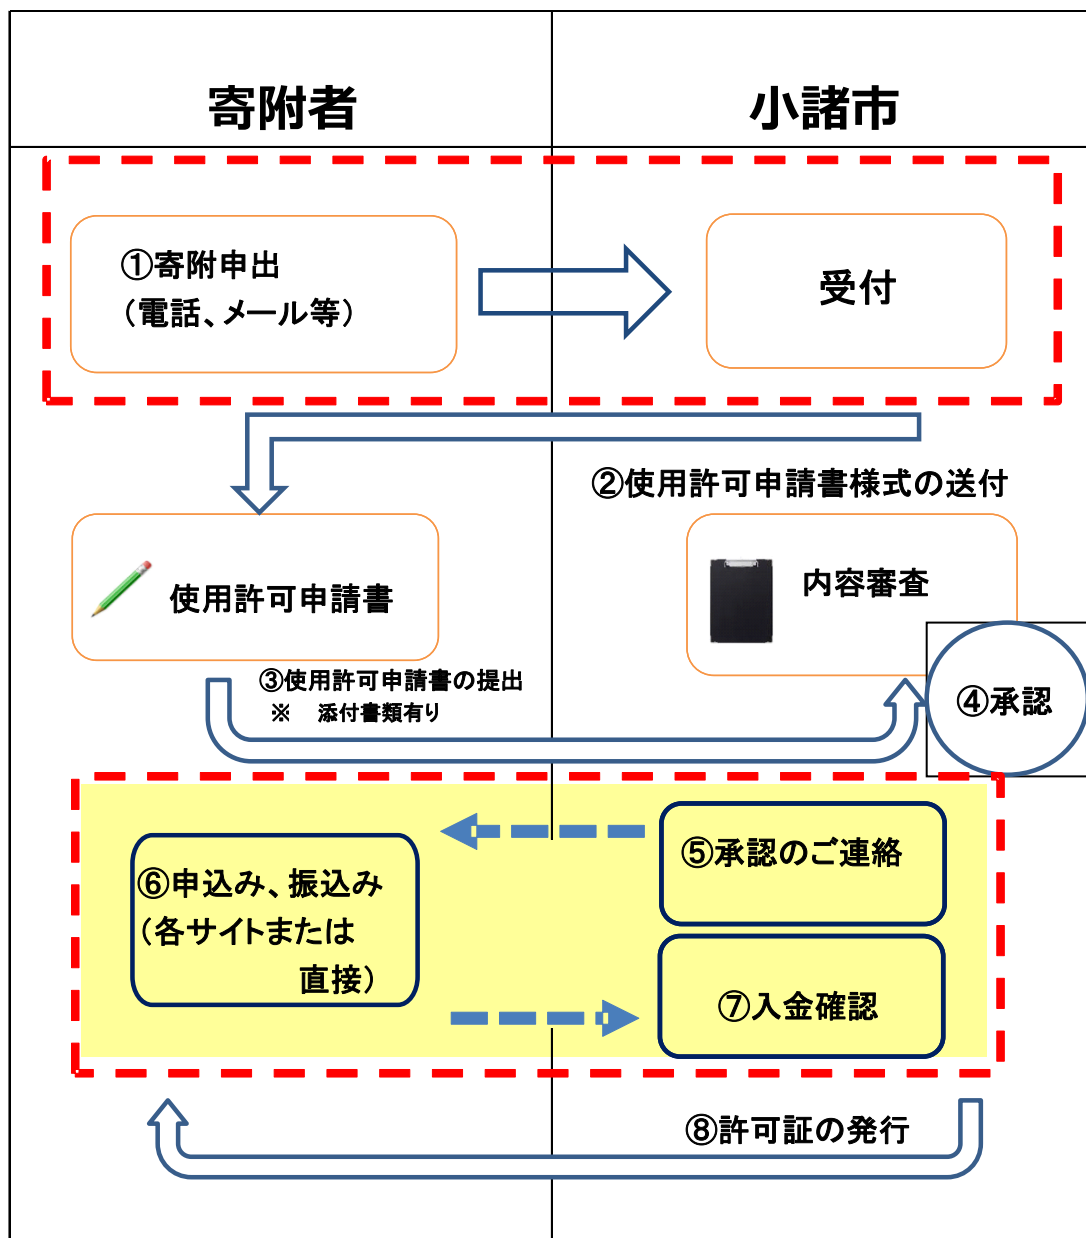 寄附者
小諸市
①寄附申出
（電話、メール等）
受付
②使用許可申請書様式の送付
使用許可申請書
内容審査
③使用許可申請書の提出
※　添付書類有り
④承認
⑤承認のご連絡
⑥申込み、振込み
（各サイトまたは
直接）
⑦入金確認
⑧許可証の発行